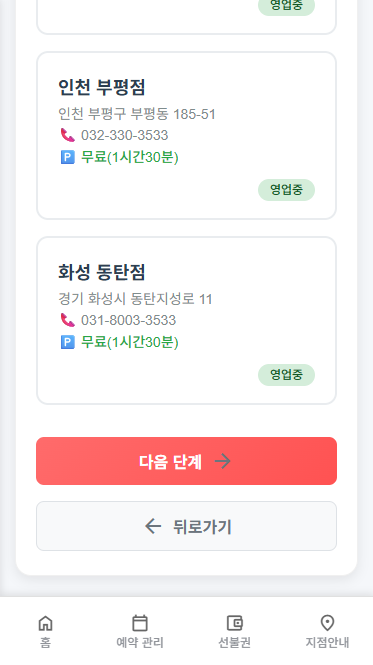 영업중
인천 부평점
인천 부평구 부평동 185-51
032-330-3533
P 무료(1시간30분)
영업중
화성 동탄점
경기 화성시 동탄지성로 11
031-8003-3533
P 무료(1시간30분)
영업중
다음 단계 →
← 뒤로가기
홈 예약 관리 선불권 지점안내